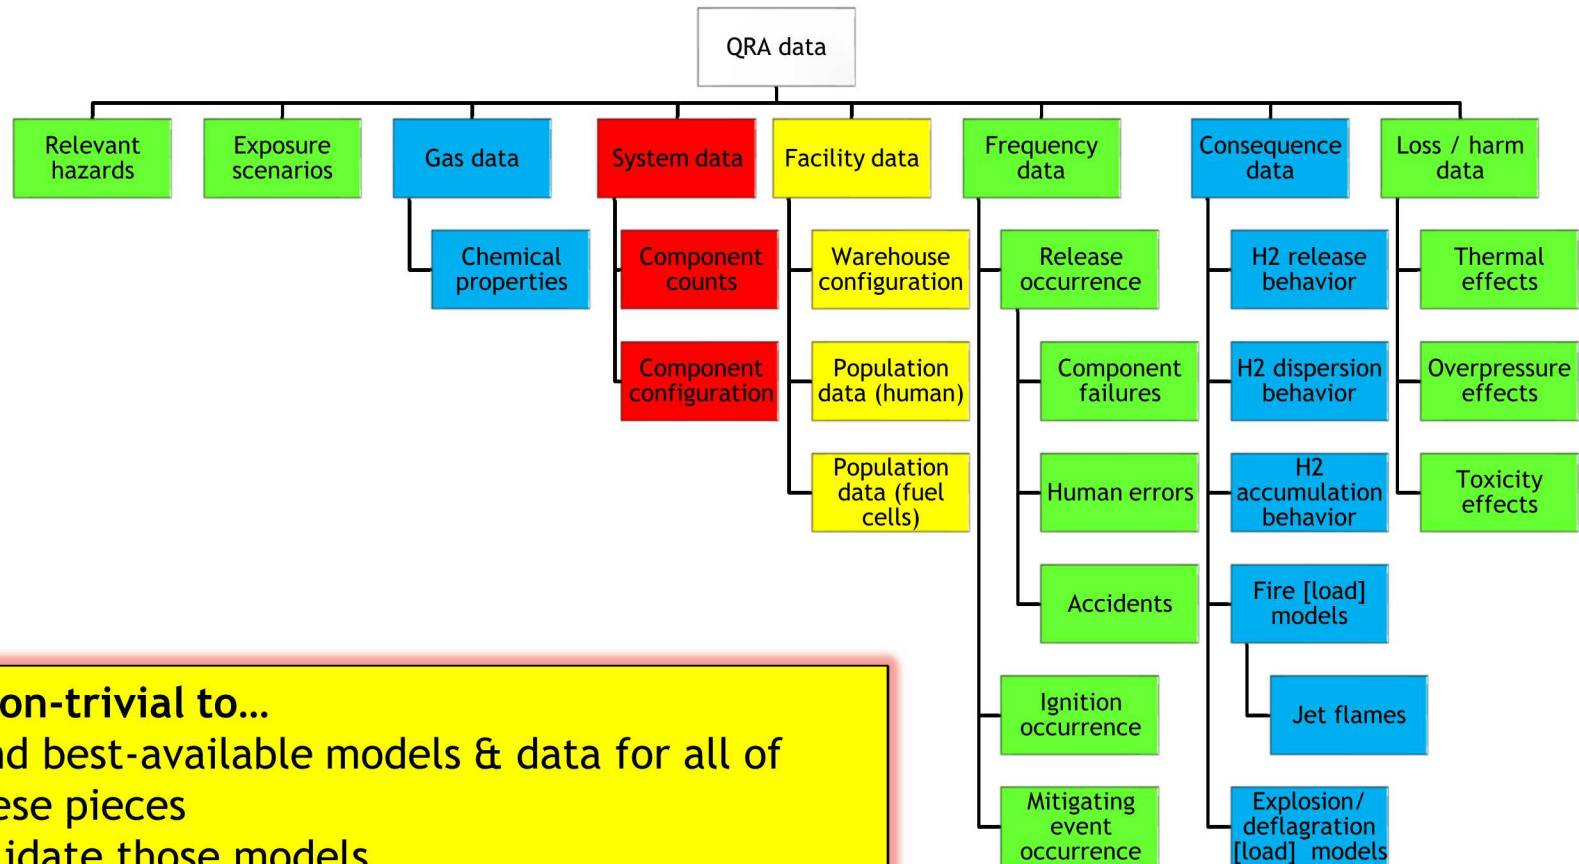 QRA data
Relevant
hazards
Exposure
scenarios
Gas data
System data
Facility data
Frequency
data
Consequence
data
Loss / harm
data
Chemical
properties
Component
counts
Component
configuration
Warehouse
configuration
Population
data (human)
Population
data (fuel
cells)
Release
occurrence
Component
failures
Human errors
Accidents
Ignition
occurrence
Mitigating
event
occurrence
H2 release
behavior
H2 dispersion
behavior
H2
accumulation
behavior
Fire [load]
models
Jet flames
Explosion/
deflagration
[load] models
Thermal
effects
Overpressure
effects
Toxicity
effects
on-trivial to…
nd best-available models & data for all of
ese pieces
idate those models